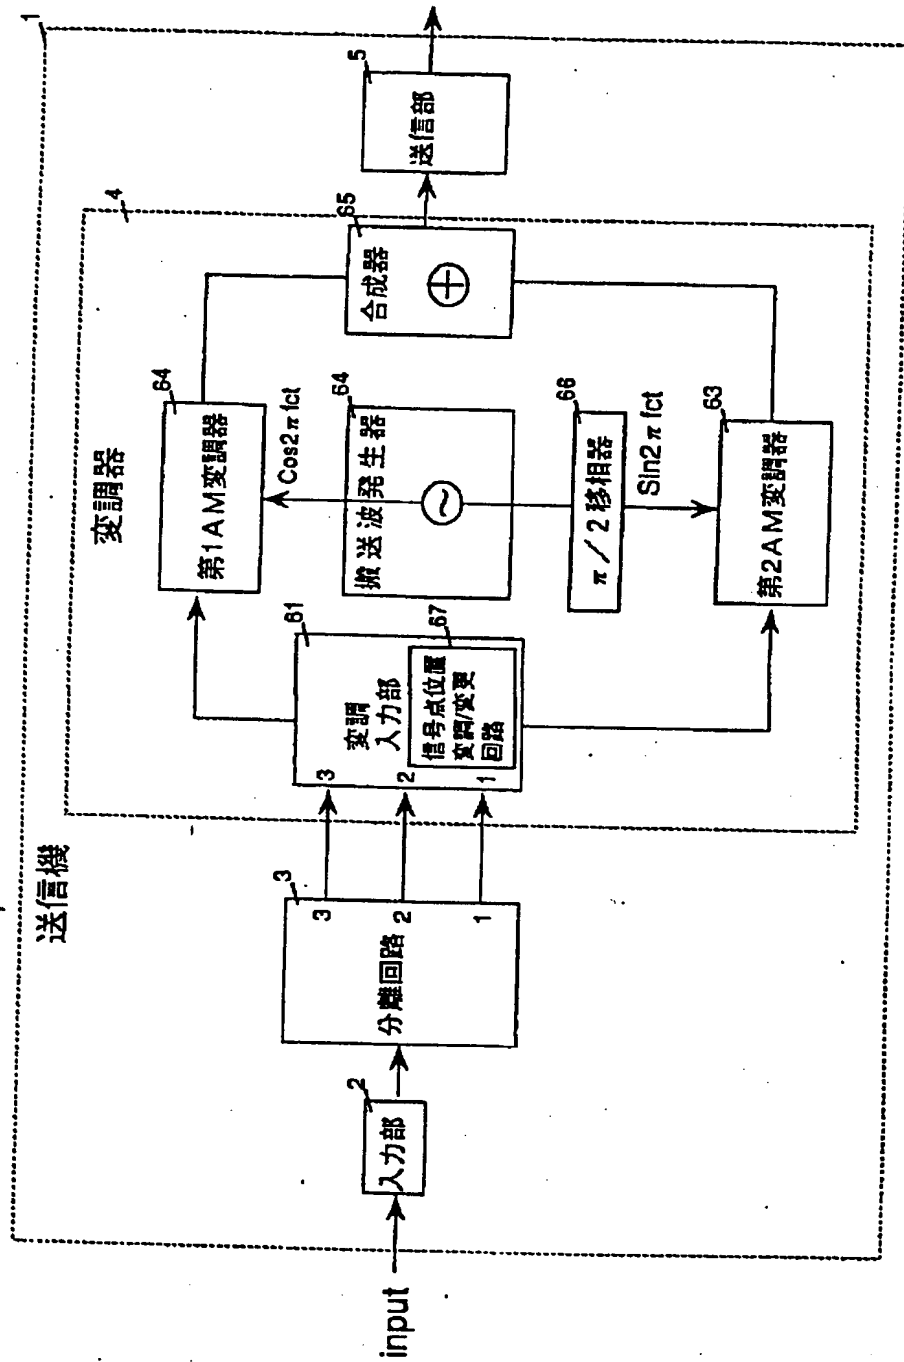 1
送信機
input
2
入力部
3
分離回路
3
2
1
4
変調器
61
変調
入力部
3
2
1
67
信号点位置
変調/変更
回路
64
第1AM変調器
Cos2πfct
64
搬送波発生器
~
66
π/2移相器
Sin2πfct
63
第2AM変調器
65
合成器
+
5
送信部